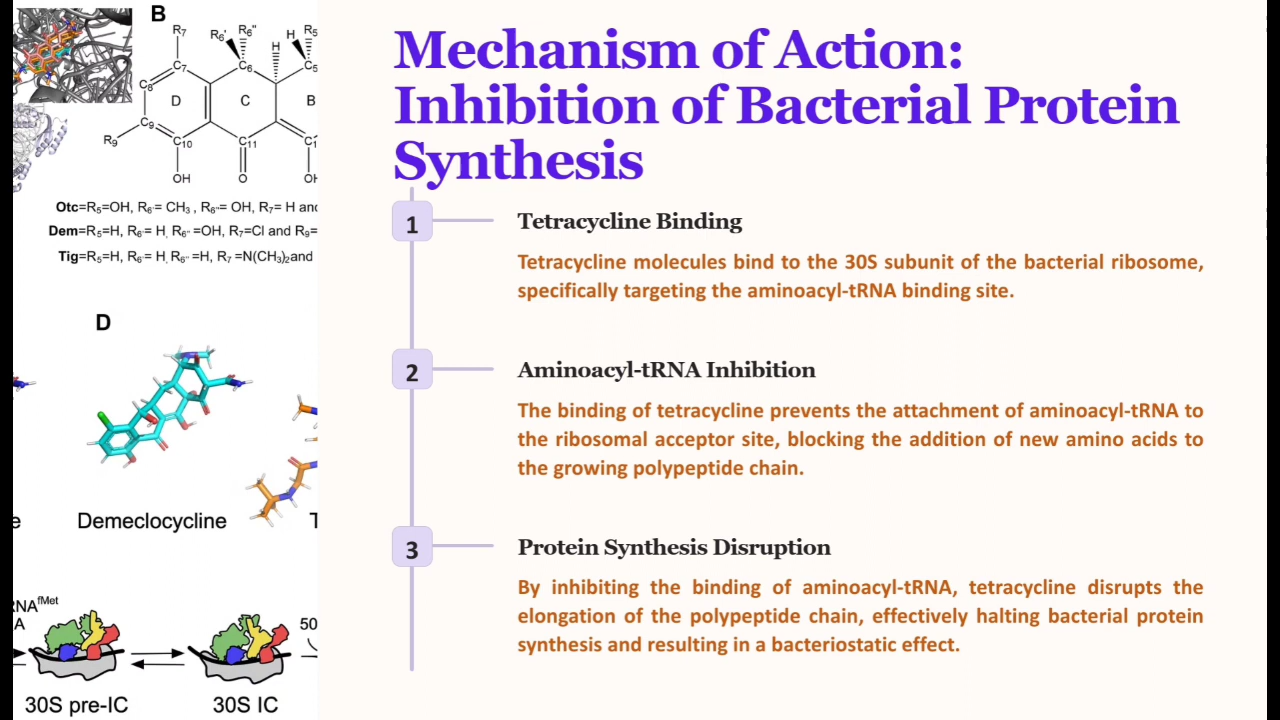 B
R7
R6' R6"
H R5
H
C7
C6
C5
C8
D
C
B
C9
R9
C10
C11
C1
OH
O
OH
Otc=R5=OH, R6'= CH3 , R6"= OH, R7= H and
Dem=R5=H, R6'= H, R6" =OH, R7=Cl and R9=
Tig=R5=H, R6'= H, R6" =H, R7 =N(CH3)2and
D
e
Demeclocycline
T
RNAfMet
A
50
30S pre-IC
30S IC
Mechanism of Action:
Inhibition of Bacterial Protein
Synthesis
1
Tetracycline Binding
Tetracycline molecules bind to the 30S subunit of the bacterial ribosome,
specifically targeting the aminoacyl-tRNA binding site.
2
Aminoacyl-tRNA Inhibition
The binding of tetracycline prevents the attachment of aminoacyl-tRNA to
the ribosomal acceptor site, blocking the addition of new amino acids to
the growing polypeptide chain.
3
Protein Synthesis Disruption
By inhibiting the binding of aminoacyl-tRNA, tetracycline disrupts the
elongation of the polypeptide chain, effectively halting bacterial protein
synthesis and resulting in a bacteriostatic effect.